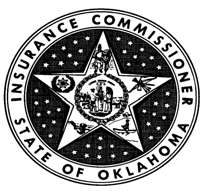 INSURANCE COMMISSIONER
STATE OF OKLAHOMA